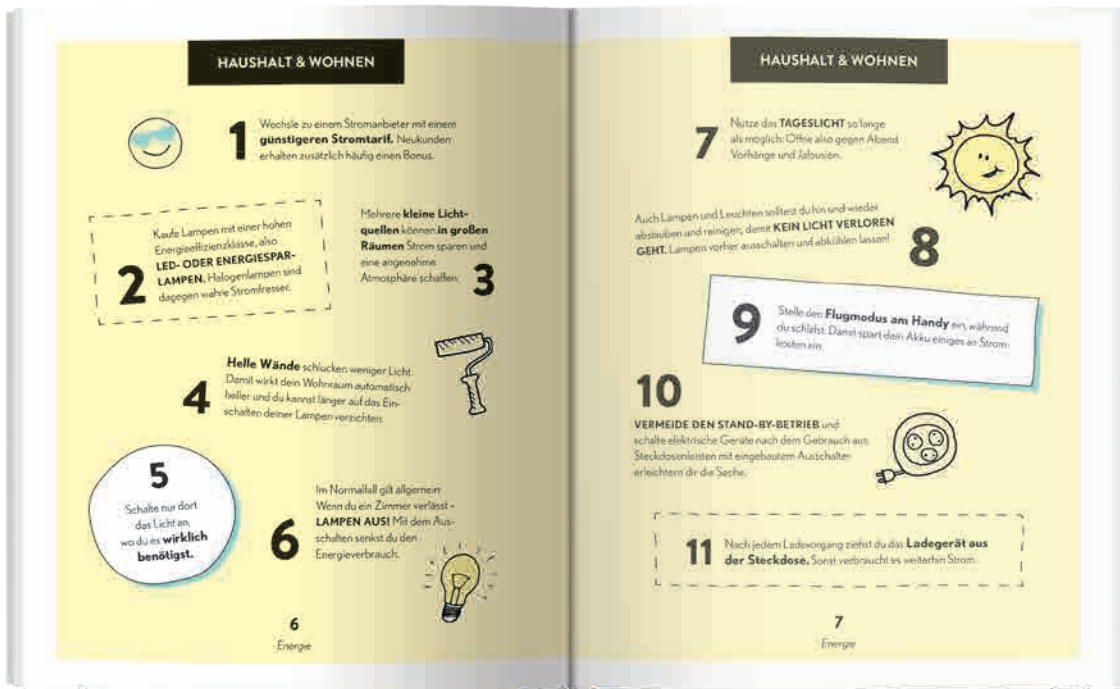 HAUSHALT & WOHNEN
1
Wechsle zu einem Stromanbieter mit einem
günstigeren Stromtarif. Neukunden
erhalten zusätzlich häufig einen Bonus.
2
Kaufe Lampen mit einer hohen
Energieeffizienzklasse, also
LED- ODER ENERGIESPAR-
LAMPEN. Halogenlampen sind
dagegen wahre Stromfresser.
Mehrere kleine Licht-
quellen können in großen
Räumen Strom sparen und
eine angenehme
Atmosphäre schaffen.
3
4
Helle Wände schlucken weniger Licht.
Damit wirkt dein Wohnraum automatisch
heller und du kannst länger auf das Ein-
schalten deiner Lampen verzichten.
5
Schalte nur dort
das Licht an,
wo du es wirklich
benötigst.
6
Im Normalfall gilt allgemein:
Wenn du ein Zimmer verlässt –
LAMPEN AUS! Mit dem Aus-
schalten senkst du den
Energieverbrauch.
6
Energie
HAUSHALT & WOHNEN
7
Nutze das TAGESLICHT so lange
als möglich: Öffne also gegen Abend
Vorhänge und Jalousien.
Auch Lampen und Leuchten solltest du hin und wieder
abstauben und reinigen, damit KEIN LICHT VERLOREN
GEHT. Lampen vorher ausschalten und abkühlen lassen!
8
9
Stelle den Flugmodus am Handy ein, während
du schläfst. Damit spart dein Akku einiges an Strom-
kosten ein.
10
VERMEIDE DEN STAND-BY-BETRIEB und
schalte elektrische Geräte nach dem Gebrauch aus.
Steckdosenleisten mit eingebautem Ausschalter
erleichtern dir die Sache.
11
Nach jedem Ladevorgang ziehst du das Ladegerät aus
der Steckdose. Sonst verbraucht es weiterhin Strom.
7
Energie